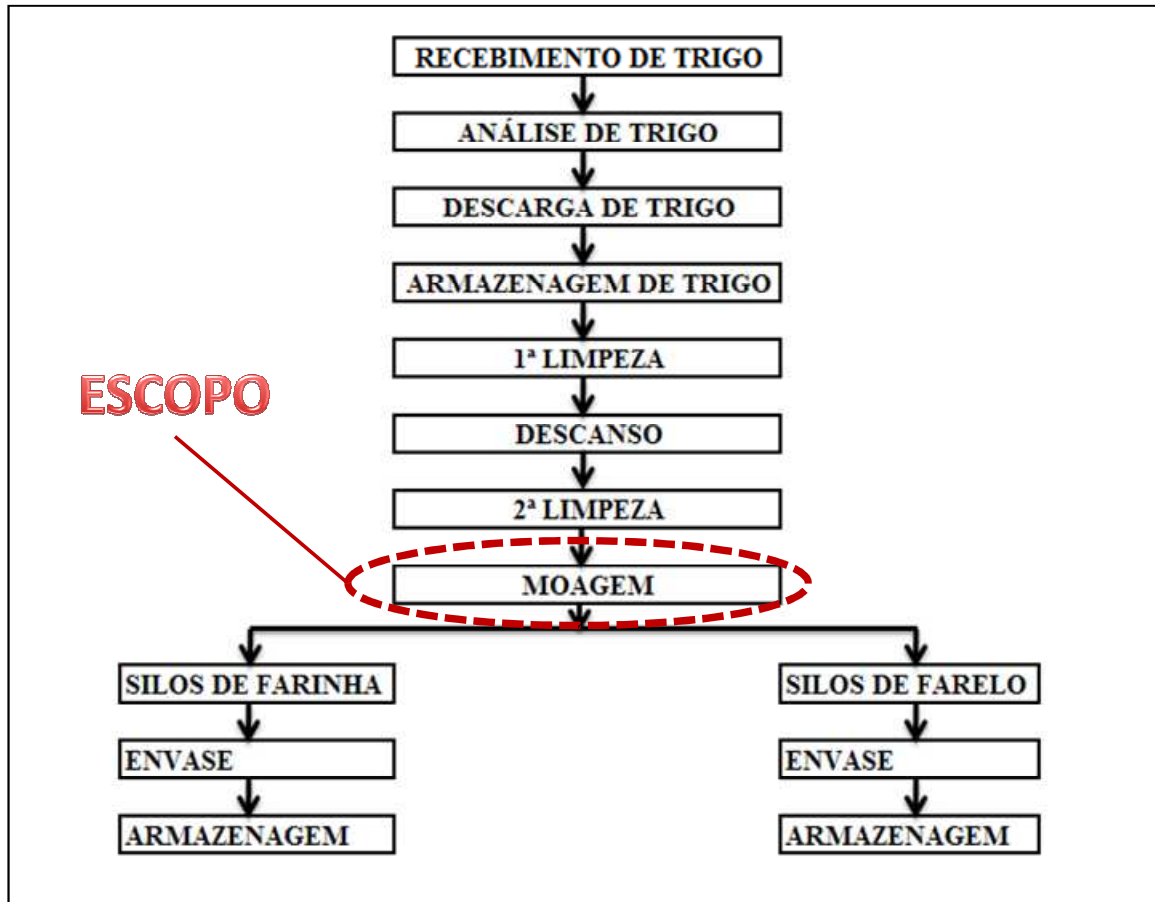 RECEBIMENTO DE TRIGO
ANÁLISE DE TRIGO
DESCARGA DE TRIGO
ARMAZENAGEM DE TRIGO
1ª LIMPEZA
ESCOPO
DESCANSO
2ª LIMPEZA
MOAGEM
SILOS DE FARINHA
SILOS DE FARELO
ENVASE
ENVASE
ARMAZENAGEM
ARMAZENAGEM